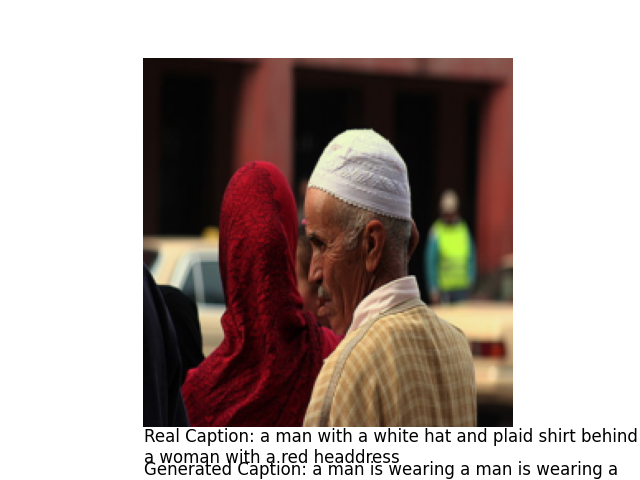 Real Caption: a man with a white hat and plaid shirt behind
a woman with a red headdress
Generated Caption: a man is wearing a man is wearing a